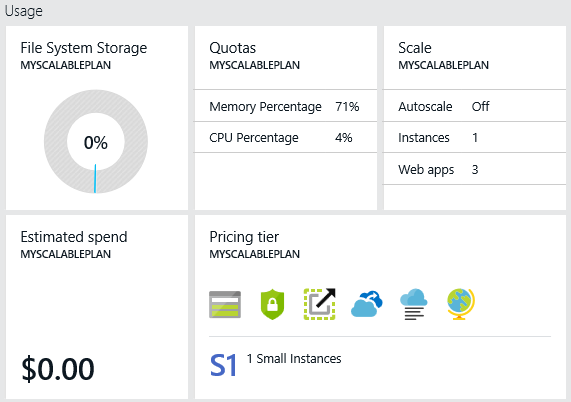 Usage
File System Storage
MYSCALABLEPLAN
0%
Quotas
MYSCALABLEPLAN
Memory Percentage 71%
CPU Percentage 4%
Scale
MYSCALABLEPLAN
Autoscale Off
Instances 1
Web apps 3
Estimated spend
MYSCALABLEPLAN
$0.00
Pricing tier
MYSCALABLEPLAN
S1 1 Small Instances